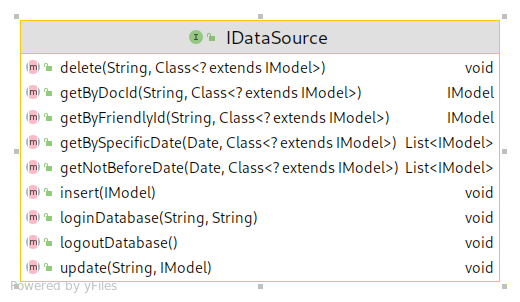 I IDataSource
m delete(String, Class<? extends IModel>) void
m getByDocId(String, Class<? extends IModel>) IModel
m getByFriendlyId(String, Class<? extends IModel>) IModel
m getBySpecificDate(Date, Class<? extends IModel>) List<IModel>
m getNotBeforeDate(Date, Class<? extends IModel>) List<IModel>
m insert(IModel) void
m loginDatabase(String, String) void
m logoutDatabase() void
m update(String, IModel) void
Powered by yFiles